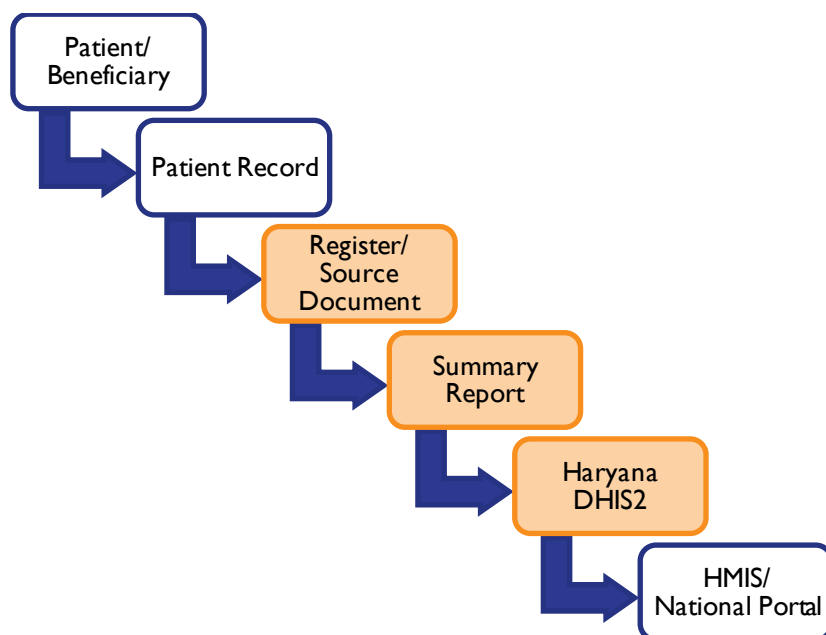 Patient/
Beneficiary
Patient Record
Register/
Source
Document
Summary
Report
Haryana
DHIS2
HMIS/
National Portal